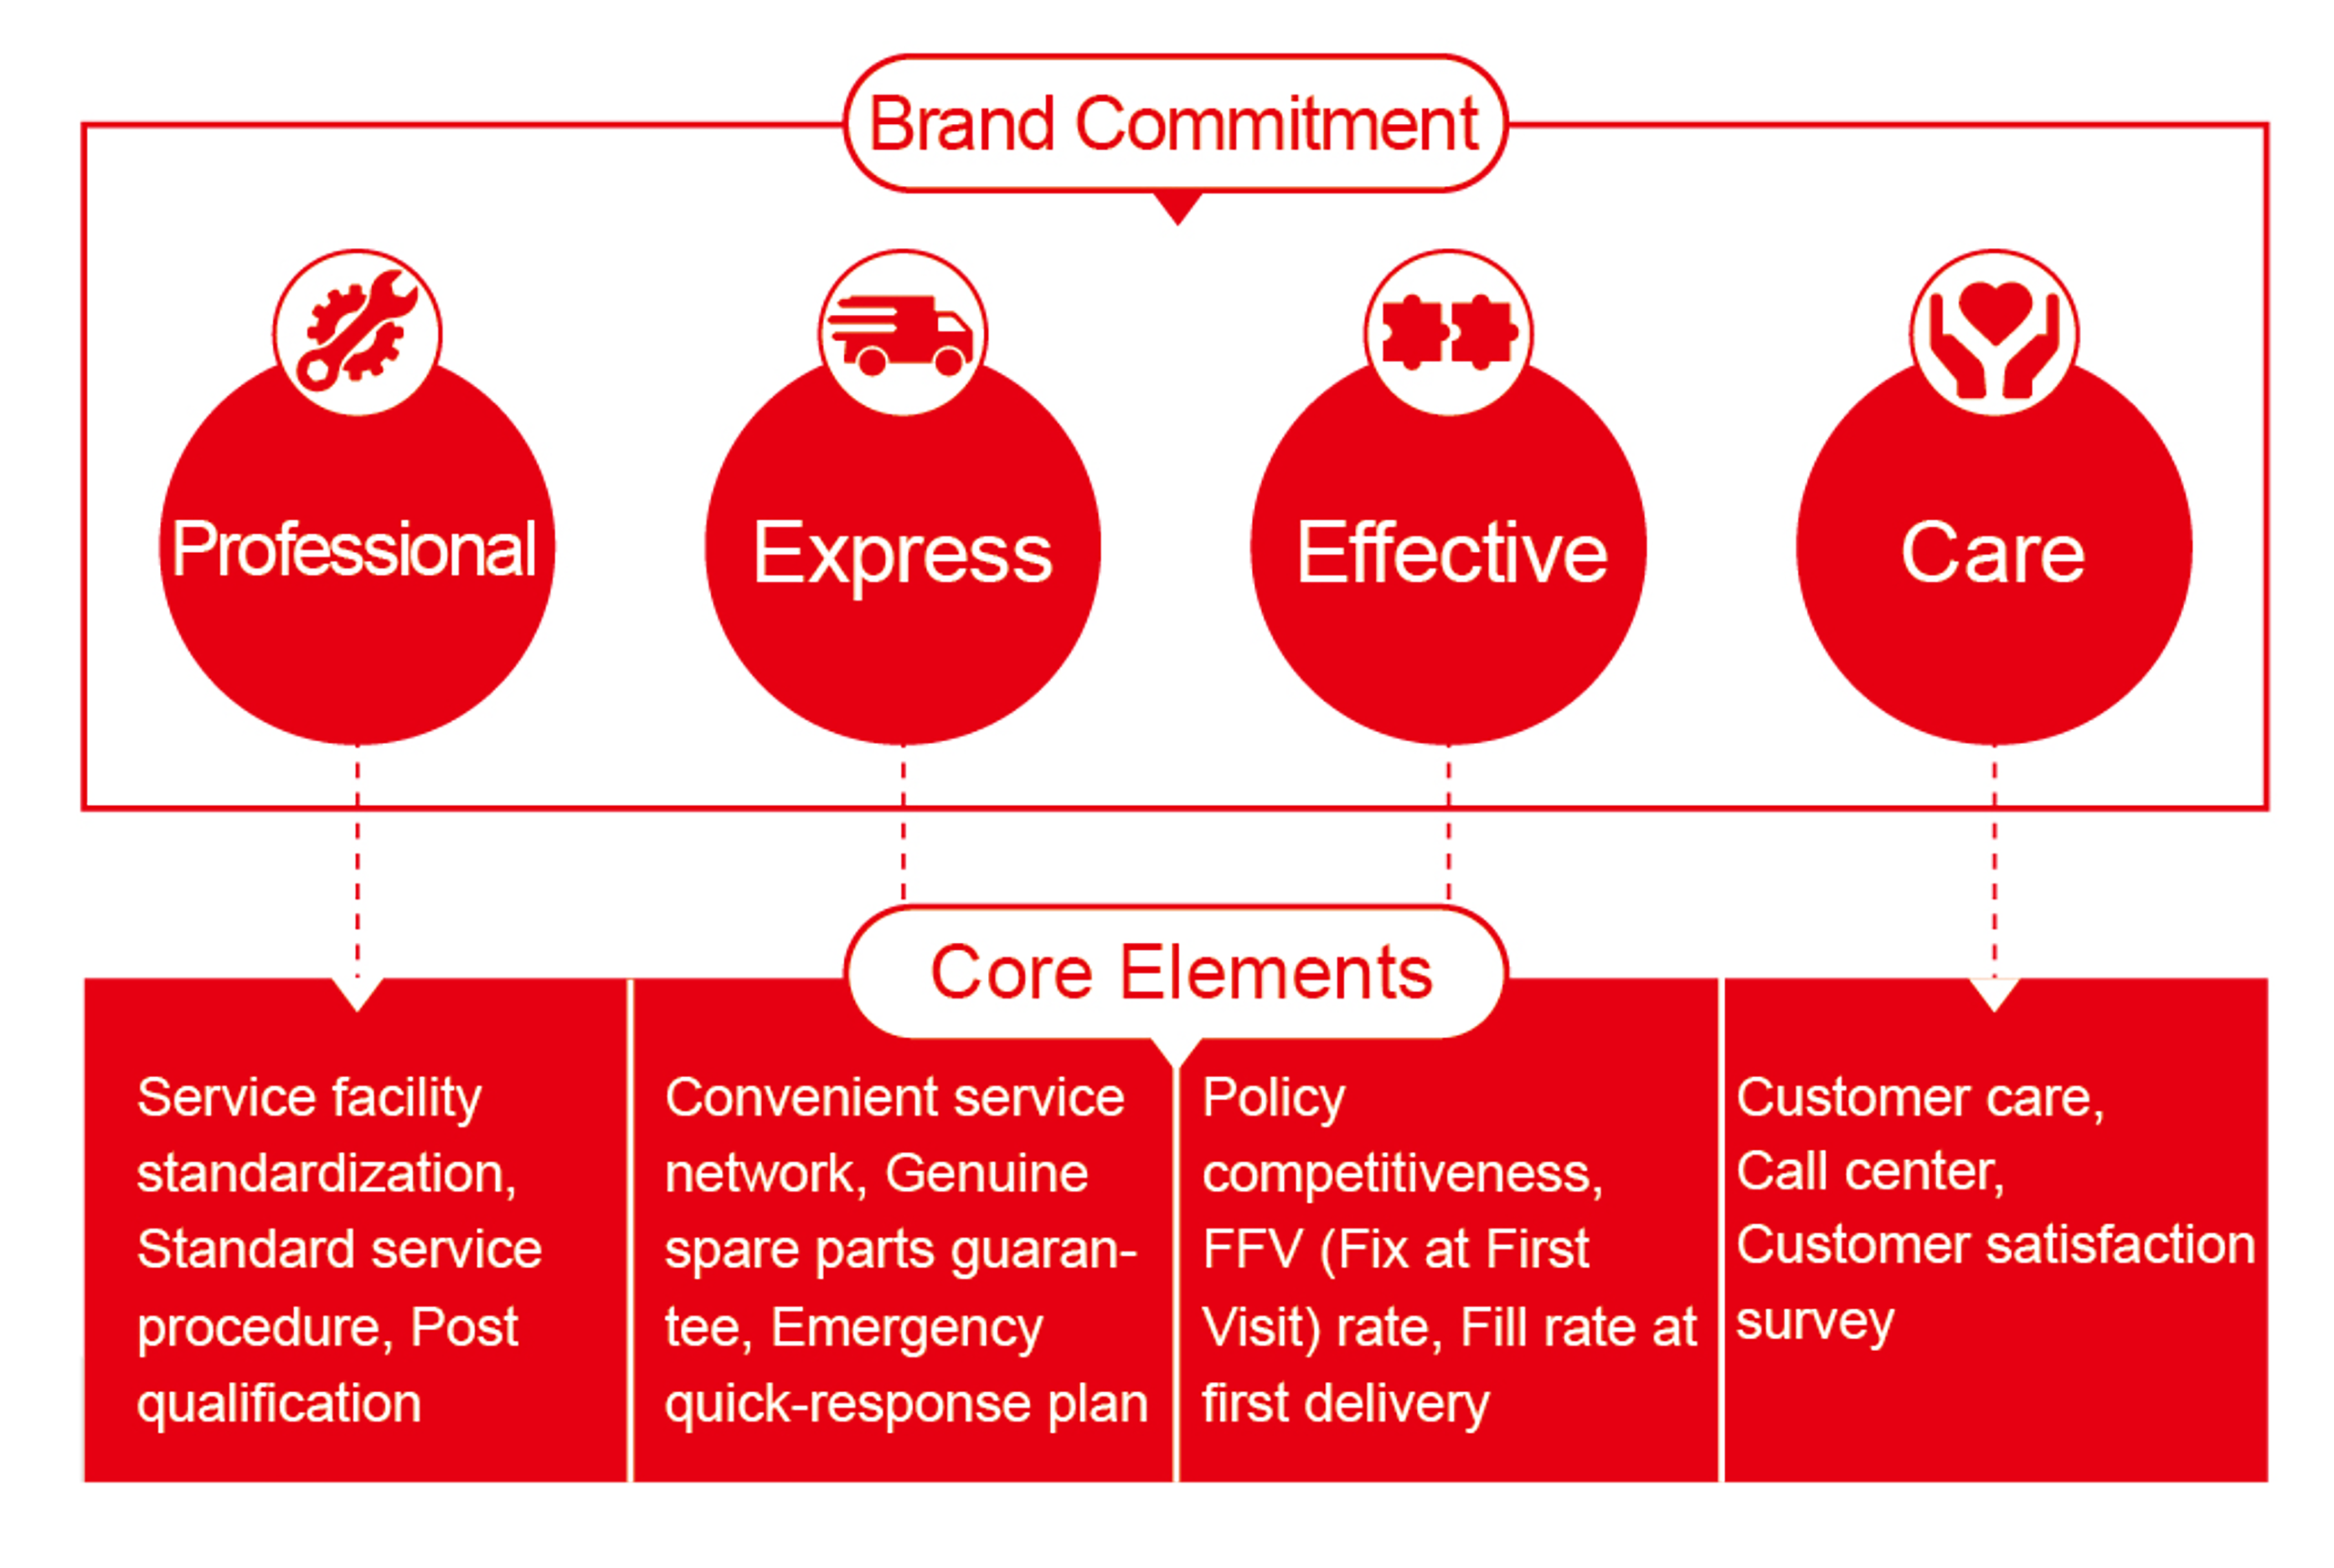 Brand Commitment
Professional
Express
Effective
Care
Core Elements
Service facility
standardization,
Standard service
procedure, Post
qualification
Convenient service
network, Genuine
spare parts guaran-
tee, Emergency
quick-response plan
Policy
competitiveness,
FFV (Fix at First
Visit) rate, Fill rate at
first delivery
Customer care,
Call center,
Customer satisfaction
survey